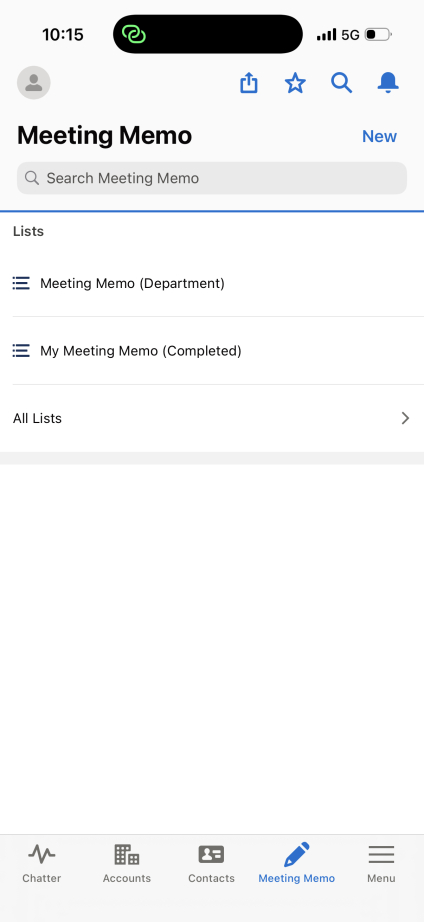 10:15
5G
Meeting Memo
New
Search Meeting Memo
Lists
Meeting Memo (Department)
My Meeting Memo (Completed)
All Lists
Chatter
Accounts
Contacts
Meeting Memo
Menu